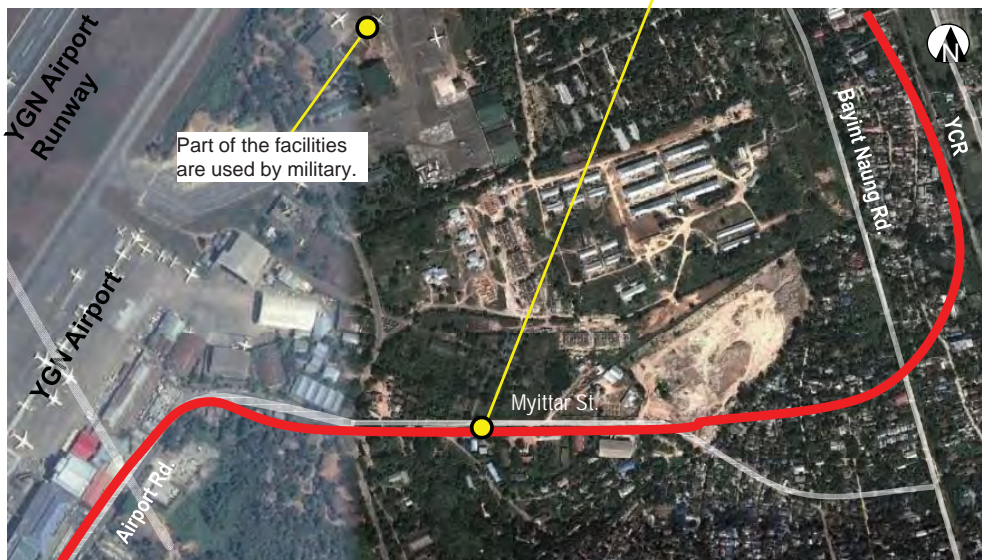 YGN Airport
Runway
N
Part of the facilities
are used by military.
Bayint Naung Rd.
YCR
YGN Airport
Myittar St.
Airport Rd.